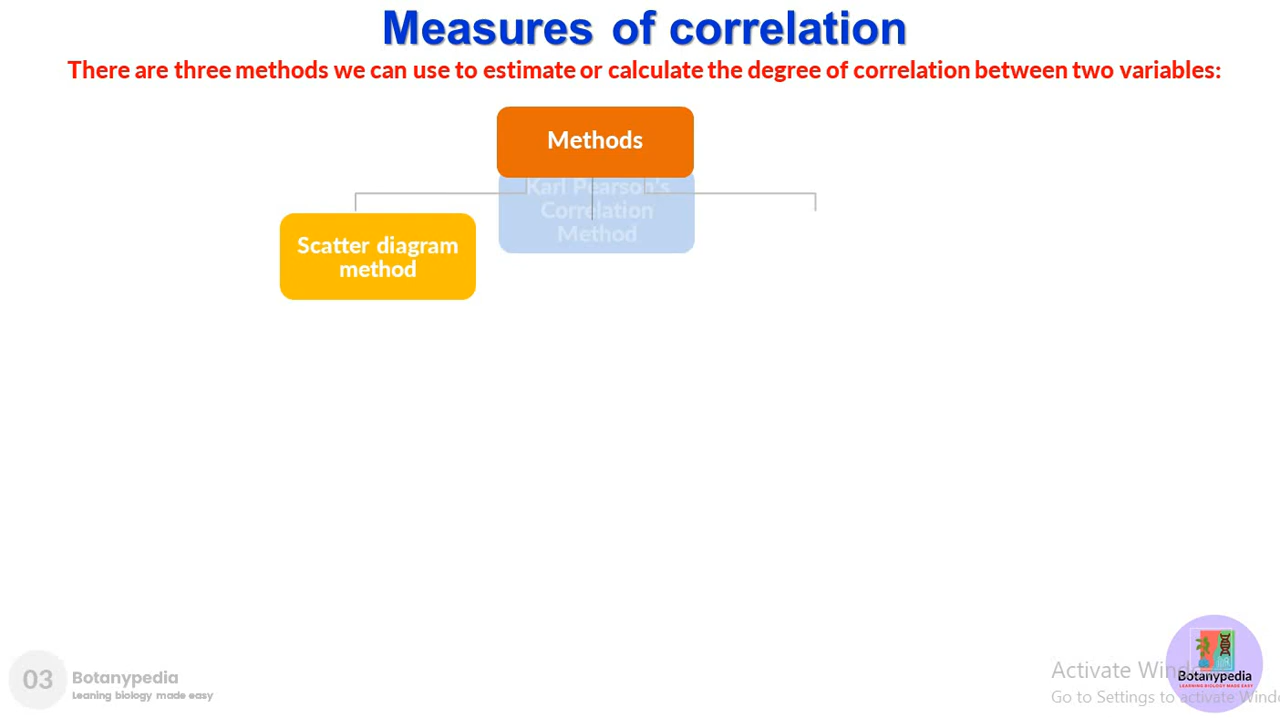 Measures of correlation
There are three methods we can use to estimate or calculate the degree of correlation between two variables:
Methods
Karl Pearson's
Correlation
Method
Scatter diagram
method
03
Botanypedia
Leaning biology made easy
Activate Windo
Go to Settings to activate Windo
Botanypedia
LEARNING BIOLOGY MADE EASY